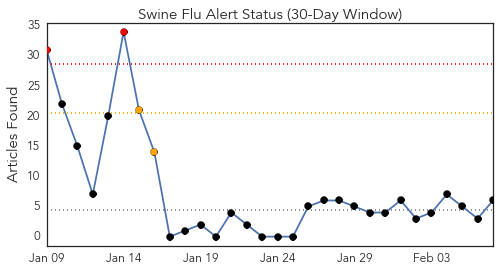 Swine Flu Alert Status (30-Day Window)
35
30
25
20
15
10
5
0
Articles Found
Jan 09
Jan 14
Jan 19
Jan 24
Jan 29
Feb 03